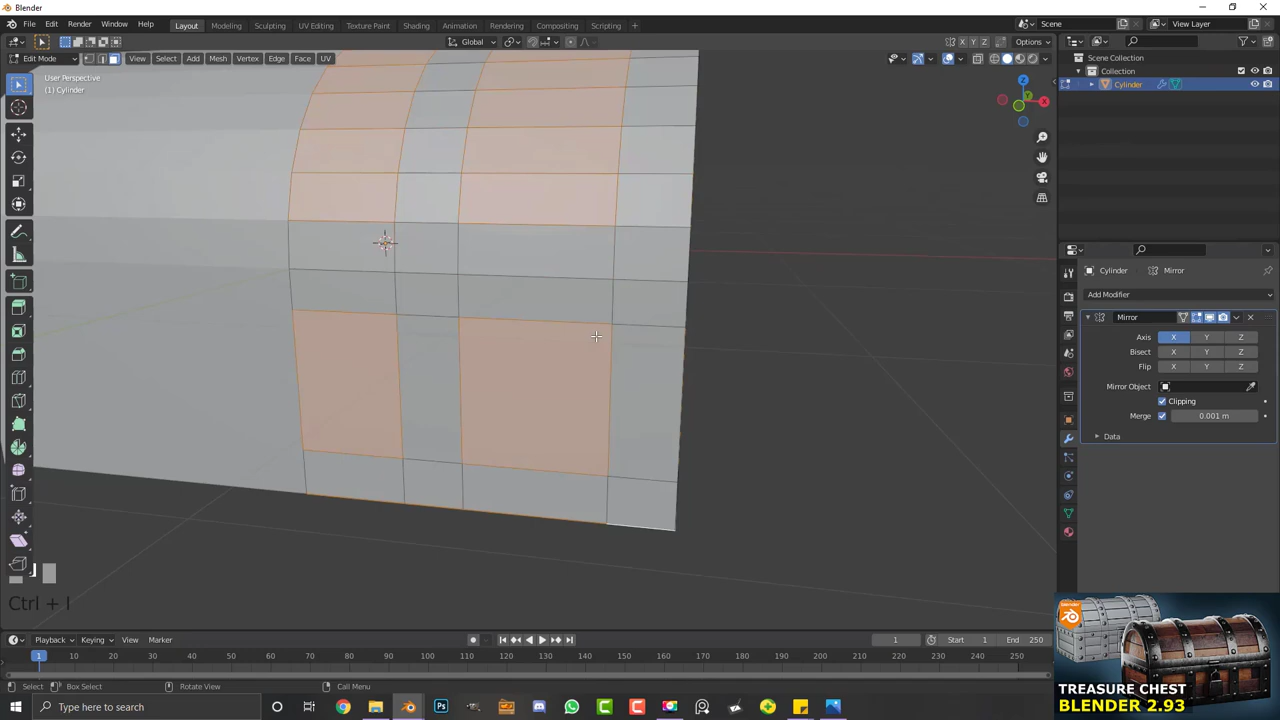 Blender
File Edit Render Window Help
Layout Modeling Sculpting UV Editing Texture Paint Shading Animation Rendering Compositing Scripting +
Scene View Layer
Global X Y Z Options
Edit Mode View Select Add Mesh Vertex Edge Face UV
User Perspective
(1) Cylinder
Scene Collection
Collection
Cylinder
Z
Y
X
Cylinder Mirror
Add Modifier
Mirror
Axis X Y Z
Bisect X Y Z
Flip X Y Z
Mirror Object
Clipping
Merge 0.001 m
Data
Ctrl + I
Playback Keying View Marker 1 Start 1 End 250
1 10 20 30 40 50 60 70 80 90 100 110 120 130 140 150 160 170 180 190 200 210 220 230 240 250
Select Box Select Rotate View Call Menu
Type here to search
TREASURE CHEST
BLENDER 2.93